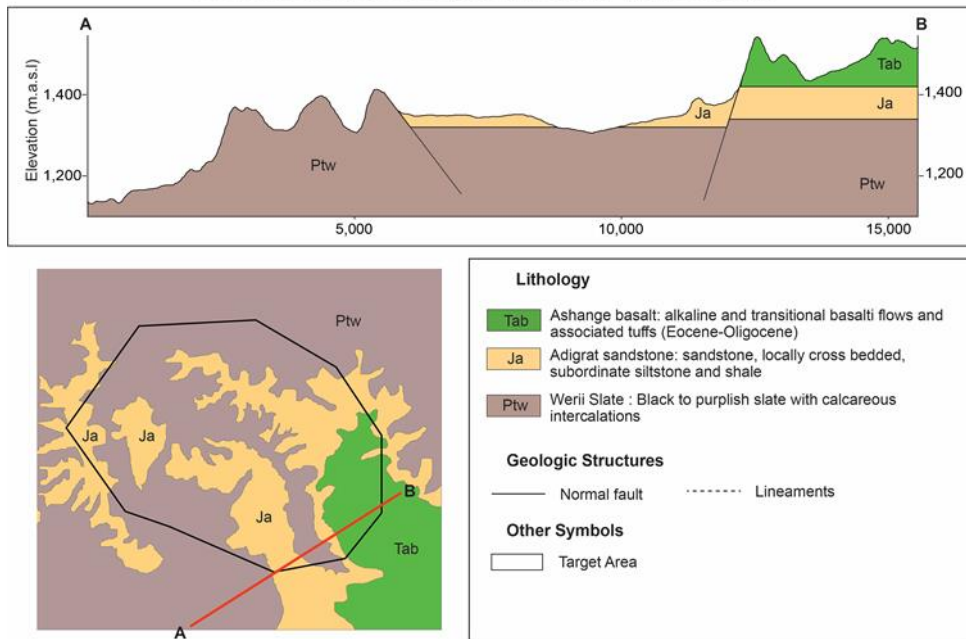 A
B
Elevation (m.a.s.l)
1,400
1,200
1,400
1,200
Tab
Ja
Ja
Ptw
Ptw
5,000
10,000
15,000
Ptw
Ja
Ja
Ja
B
Tab
A
Lithology
Tab
Ashange basalt: alkaline and transitional basalti flows and
associated tuffs (Eocene-Oligocene)
Ja
Adigrat sandstone: sandstone, locally cross bedded,
subordinate siltstone and shale
Ptw
Werii Slate : Black to purplish slate with calcareous
intercalations
Geologic Structures
Normal fault
Lineaments
Other Symbols
Target Area